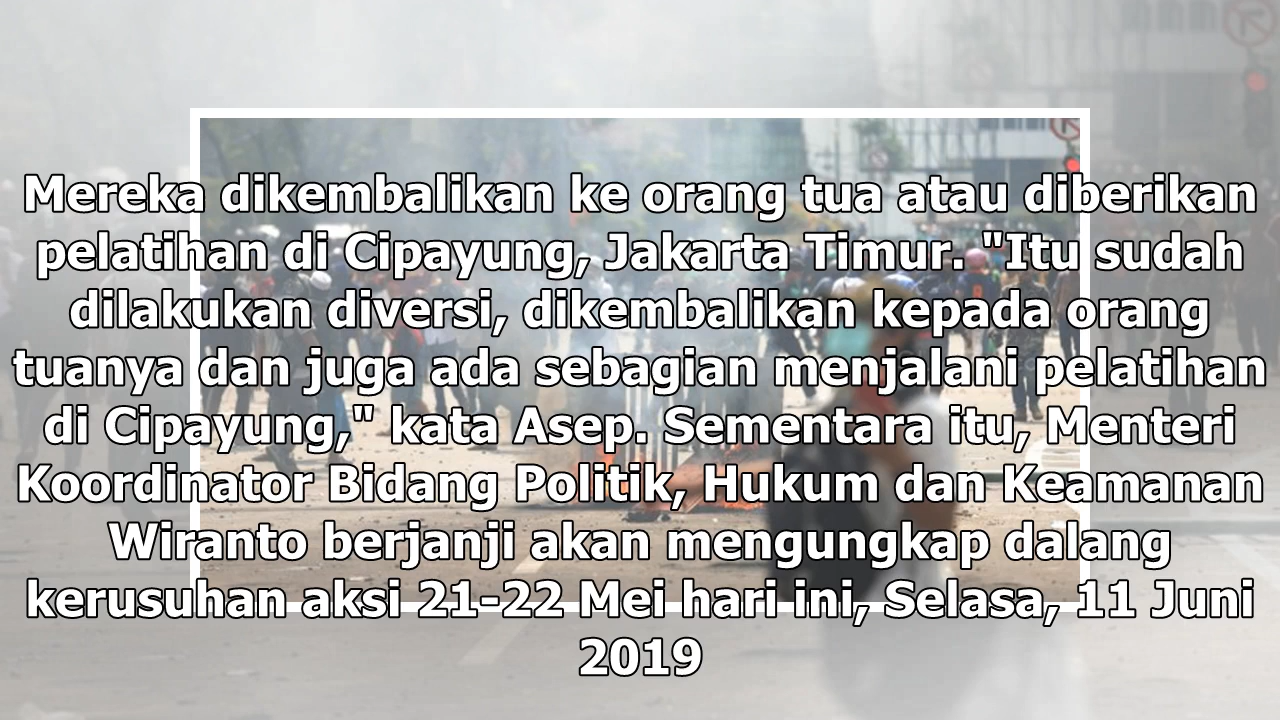 Mereka dikembalikan ke orang tua atau diberikan
pelatihan di Cipayung, Jakarta Timur. "Itu sudah
dilakukan diversi, dikembalikan kepada orang
tuanya dan juga ada sebagian menjalani pelatihan
di Cipayung," kata Asep. Sementara itu, Menteri
Koordinator Bidang Politik, Hukum dan Keamanan
Wiranto berjanji akan mengungkap dalang
kerusuhan aksi 21-22 Mei hari ini, Selasa, 11 Juni
2019